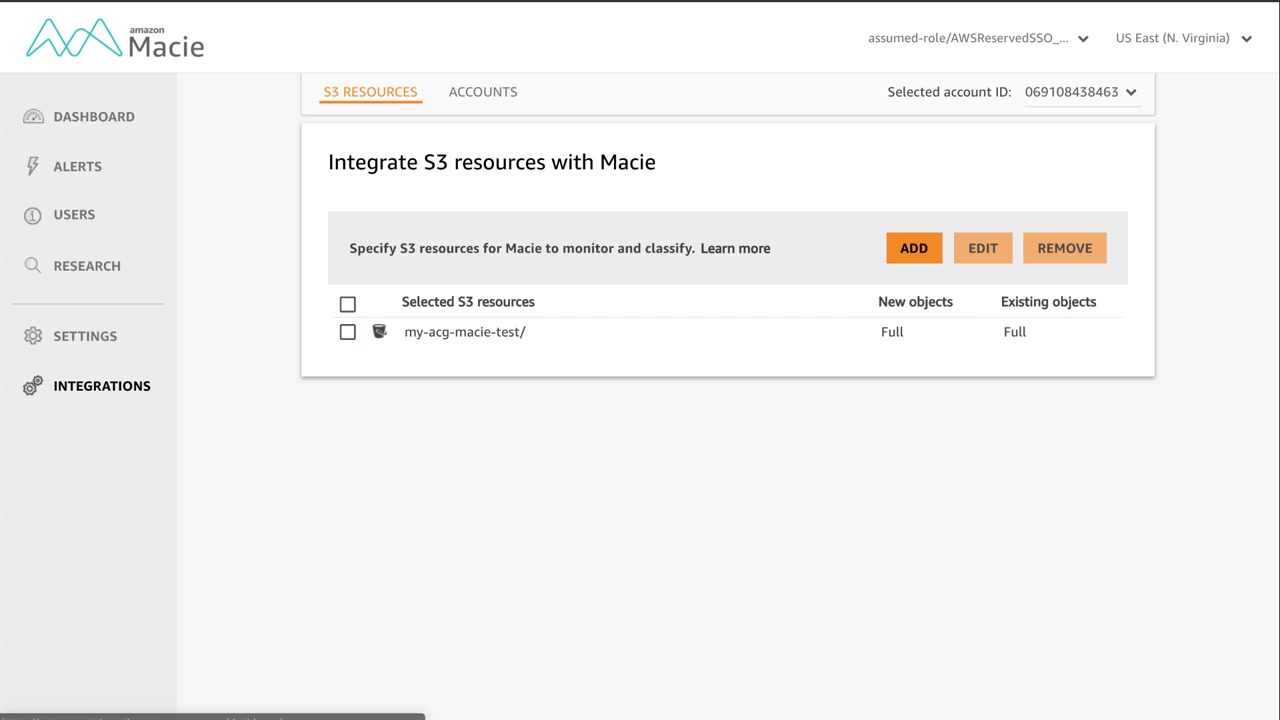 amazon
Macie
assumed-role/AWSReservedSSO_... US East (N. Virginia)
S3 RESOURCES ACCOUNTS Selected account ID: 069108438463
DASHBOARD
ALERTS
USERS
RESEARCH
SETTINGS
INTEGRATIONS
Integrate S3 resources with Macie
Specify S3 resources for Macie to monitor and classify. Learn more ADD EDIT REMOVE
Selected S3 resources New objects Existing objects
my-acg-macie-test/ Full Full